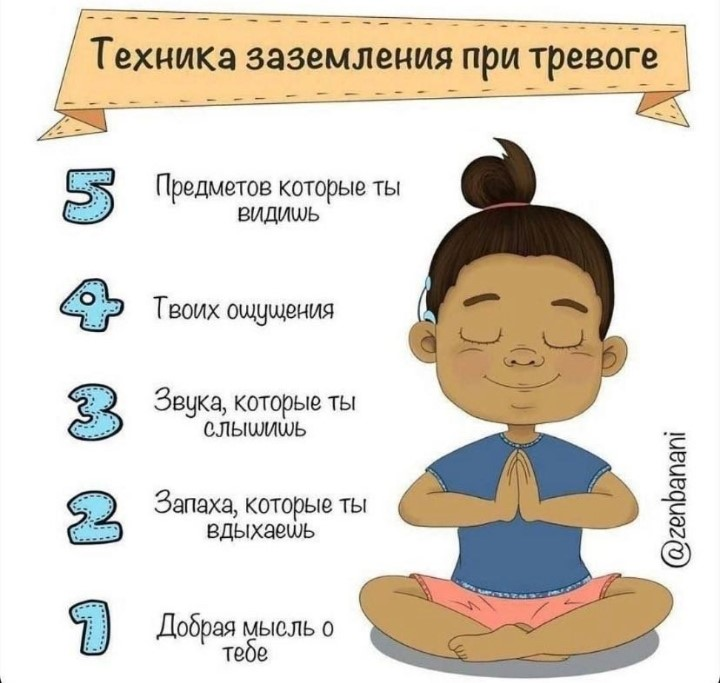 Техника заземления при тревоге
5
Предметов которые ты
видишь
4
Твоих ощущения
3
Звука, которые ты
слышишь
2
Запаха, которые ты
вдыхаешь
1
Добрая мысль о
тебе
@zenbanani